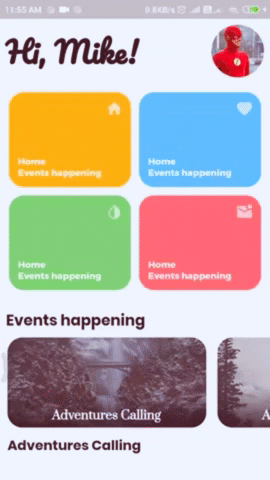 11:55 AM
0.6KB/s
Hi, Mike!
Home
Events happening
Home
Events happening
Home
Events happening
Home
Events happening
Events happening
Adventures Calling
A
Adventures Calling